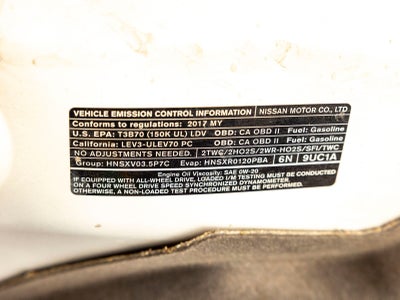 VEHICLE EMISSION CONTROL INFORMATION NISSAN MOTOR CO., LTD
Conforms to regulations: 2017 MY
U.S. EPA: T3B70 (150K UL) LDV OBD: CA OBD II Fuel: Gasoline
California: LEV3-ULEV70 PC OBD: CA OBD II Fuel: Gasoline
NO ADJUSTMENTS NEEDED. 2TWC/2HO2S/2WR-HO2S/SFI/TWC
Group: HNSXV03.5P7C Evap: HNSXR0120PBA 6N 9UC1A
Engine Oil Viscosity: SAE 0W-20
IF EQUIPPED WITH ALL-WHEEL DRIVE, LOADED I/M TESTING MUST BE CONDUCTED
ON A FOUR WHEEL DRIVE SPEED SYNCHRONIZED DYNAMOMETER.
OTHERWISE, A NON-LOADED TEST PROCEDURE MUST BE USED.